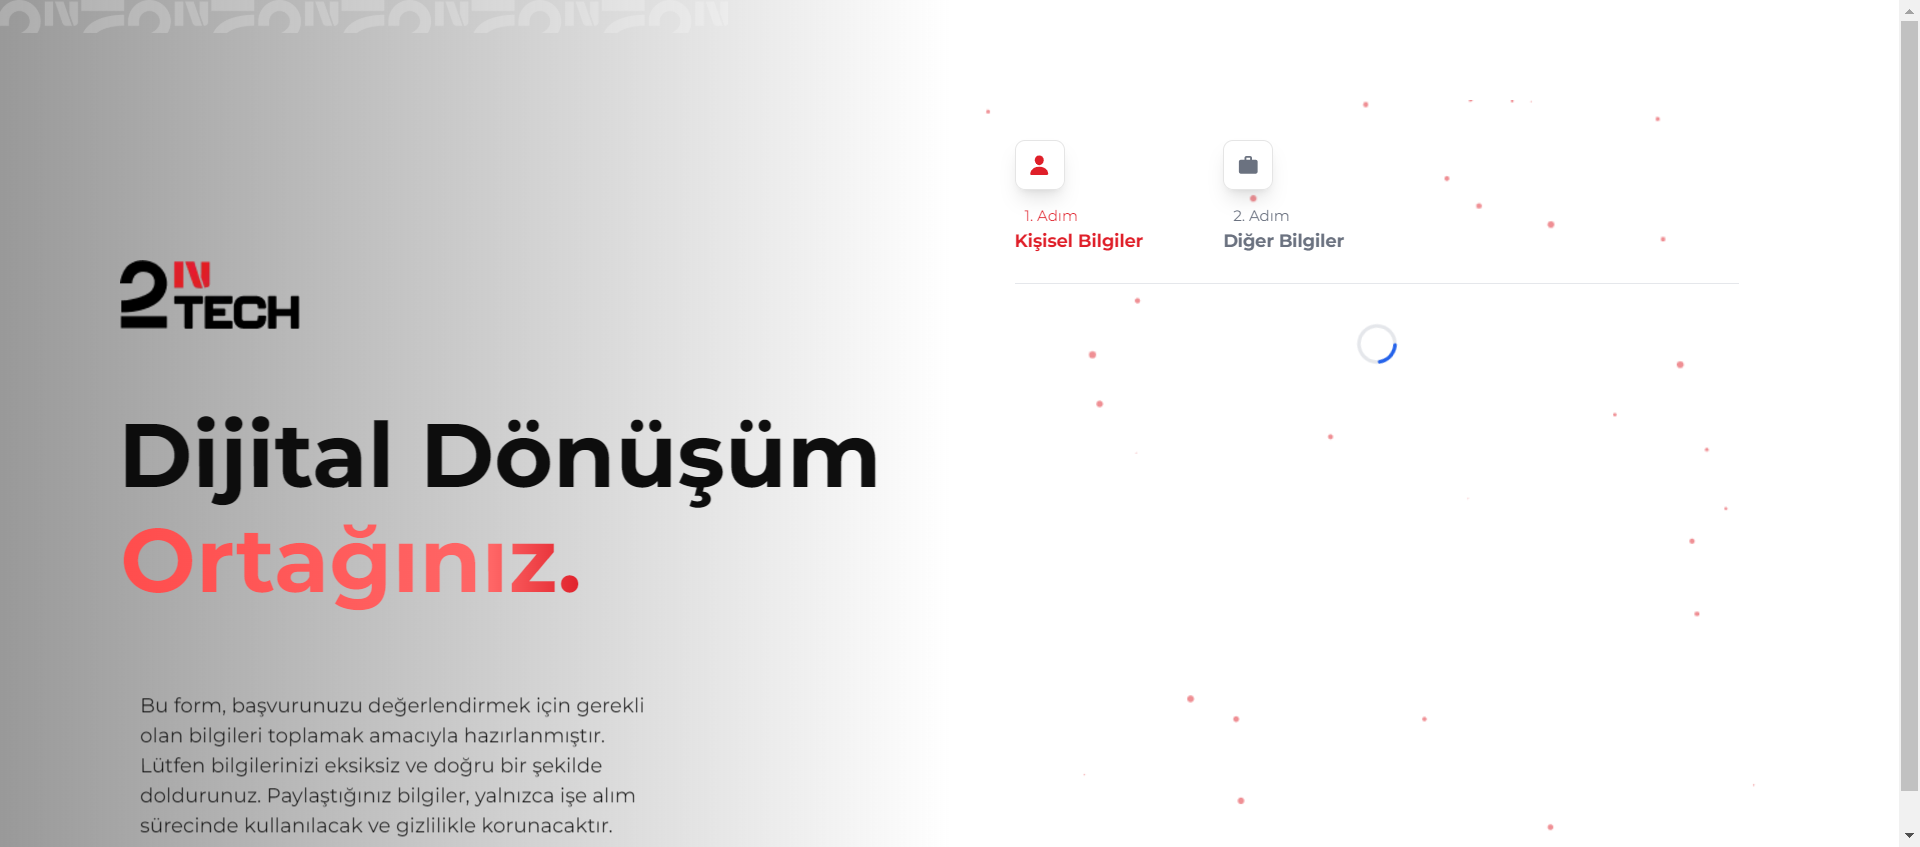 2 IN
TECH
Dijital Dönüşüm
Ortağınız.
Bu form, başvurunuzu değerlendirmek için gerekli
olan bilgileri toplamak amacıyla hazırlanmıştır.
Lütfen bilgilerinizi eksiksiz ve doğru bir şekilde
doldurunuz. Paylaştığınız bilgiler, yalnızca işe alım
sürecinde kullanılacak ve gizlilikle korunacaktır.
1. Adım
Kişisel Bilgiler
2. Adım
Diğer Bilgiler